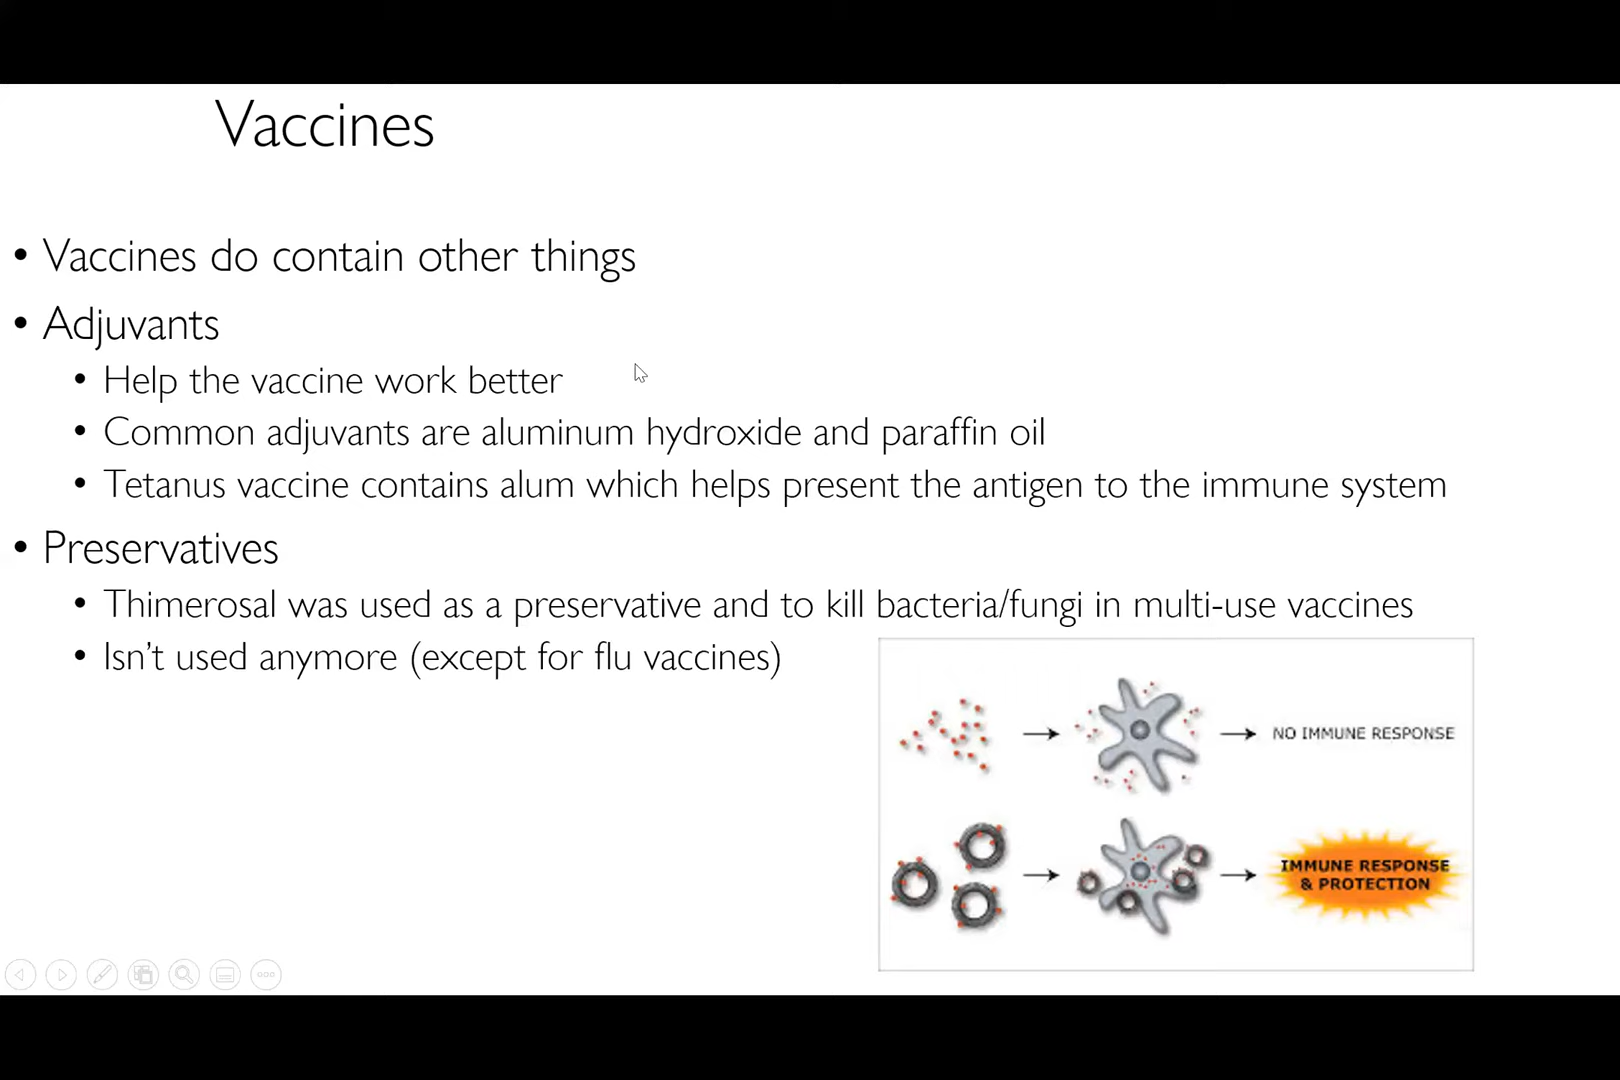 Vaccines
• Vaccines do contain other things
• Adjuvants
• Help the vaccine work better
• Common adjuvants are aluminum hydroxide and paraffin oil
• Tetanus vaccine contains alum which helps present the antigen to the immune system
• Preservatives
• Thimerosal was used as a preservative and to kill bacteria/fungi in multi-use vaccines
• Isn't used anymore (except for flu vaccines)
NO IMMUNE RESPONSE
IMMUNE RESPONSE
& PROTECTION